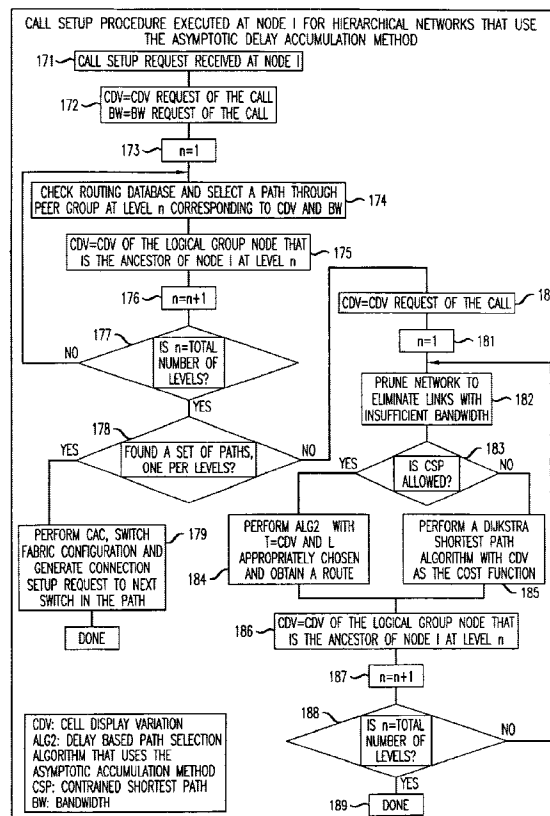 CALL SETUP PROCEDURE EXECUTED AT NODE I FOR HIERARCHICAL NETWORKS THAT USE
THE ASYMPTOTIC DELAY ACCUMULATION METHOD
171
CALL SETUP REQUEST RECEIVED AT NODE I
172
CDV=CDV REQUEST OF THE CALL
BW=BW REQUEST OF THE CALL
173
n=1
CHECK ROUTING DATABASE AND SELECT A PATH THROUGH
PEER GROUP AT LEVEL n CORRESPONDING TO CDV AND BW
174
CDV=CDV OF THE LOGICAL GROUP NODE THAT
IS THE ANCESTOR OF NODE I AT LEVEL n
175
176
n=n+1
177
IS n=TOTAL
NUMBER OF
LEVELS?
NO
YES
178
FOUND A SET OF PATHS,
ONE PER LEVELS?
YES
NO
PERFORM CAC, SWITCH
FABRIC CONFIGURATION AND
GENERATE CONNECTION
SETUP REQUEST TO NEXT
SWITCH IN THE PATH
179
DONE
18
CDV=CDV REQUEST OF THE CALL
n=1
181
PRUNE NETWORK TO
ELIMINATE LINKS WITH
INSUFFICIENT BANDWIDTH
182
183
IS CSP
ALLOWED?
YES
NO
PERFORM ALG2 WITH
T=CDV AND L
APPROPRIATELY CHOSEN
AND OBTAIN A ROUTE
184
PERFORM A DIJKSTRA
SHORTEST PATH
ALGORITHM WITH CDV
AS THE COST FUNCTION
185
186
CDV=CDV OF THE LOGICAL GROUP NODE THAT
IS THE ANCESTOR OF NODE I AT LEVEL n
187
n=n+1
188
IS n=TOTAL
NUMBER OF
LEVELS?
NO
YES
189
DONE
CDV: CELL DISPLAY VARIATION
ALG2: DELAY BASED PATH SELECTION
ALGORITHM THAT USES THE
ASYMPTOTIC ACCUMULATION METHOD
CSP: CONTRAINED SHORTEST PATH
BW: BANDWIDTH